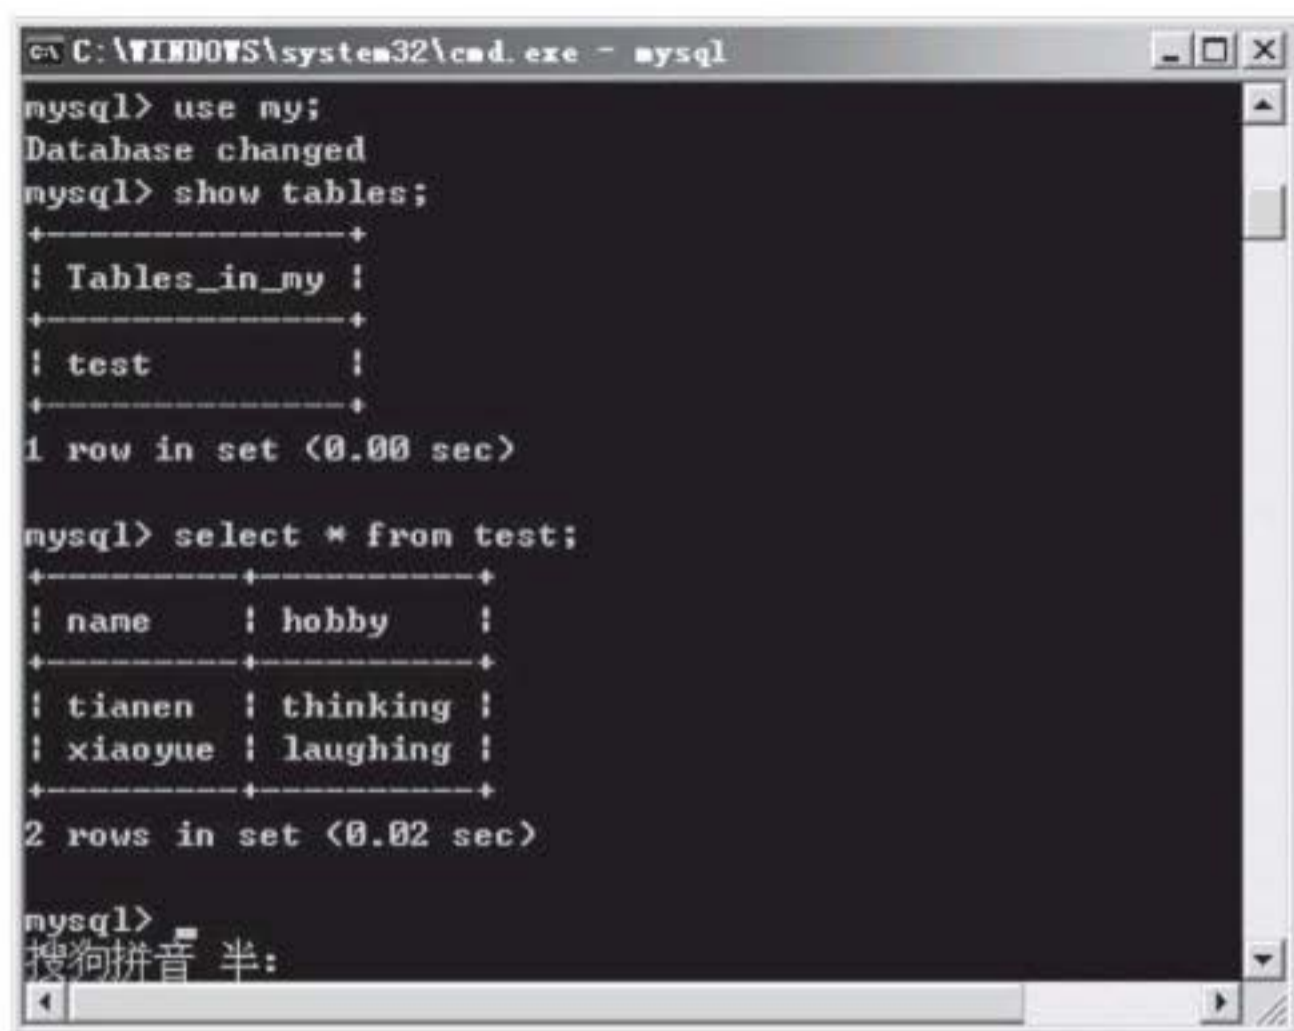 C:\WINDOWS\system32\cmd.exe - mysql
mysql> use my;
Database changed
mysql> show tables;
+--------------+
| Tables_in_my |
+--------------+
| test         |
+--------------+
1 row in set (0.00 sec)
mysql> select * from test;
+---------+----------+
| name    | hobby    |
+---------+----------+
| tianen  | thinking |
| xiaoyue | laughing |
+---------+----------+
2 rows in set (0.02 sec)
mysql> _
搜狗拼音 半: